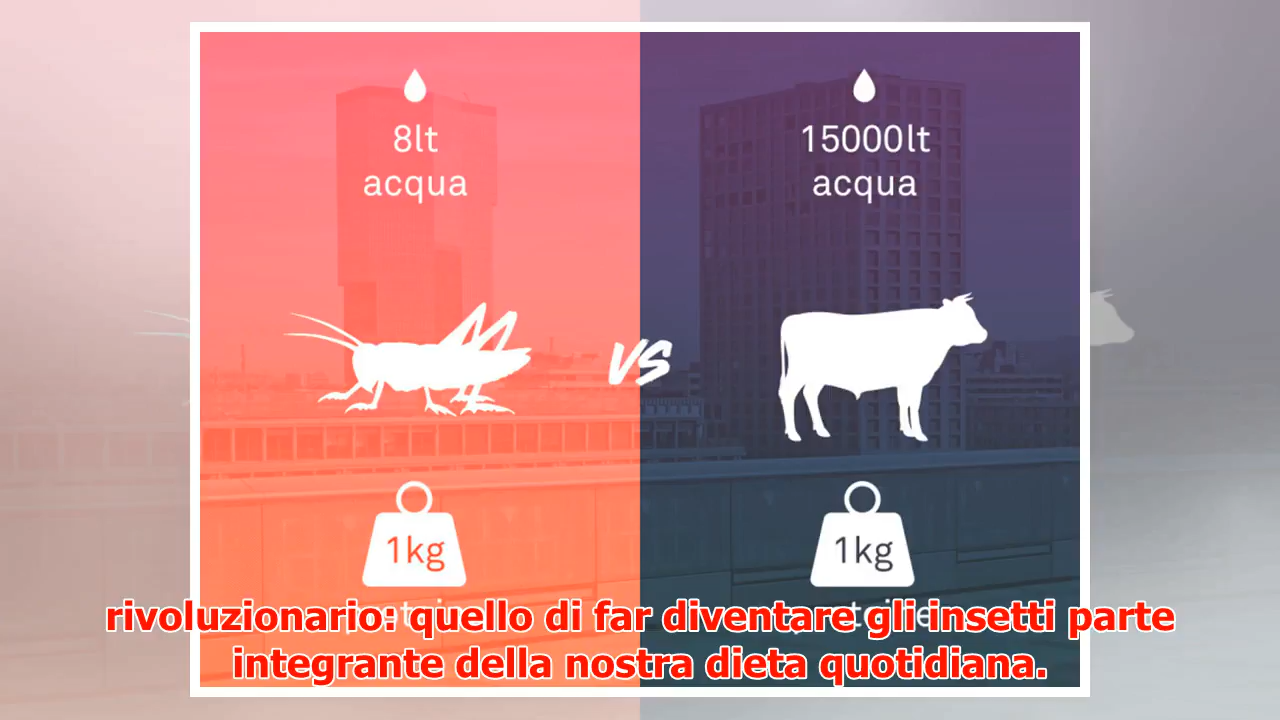 8lt
acqua
15000lt
acqua
vs
1kg
1kg
rivoluzionario: quello di far diventare gli insetti parte
integrante della nostra dieta quotidiana.